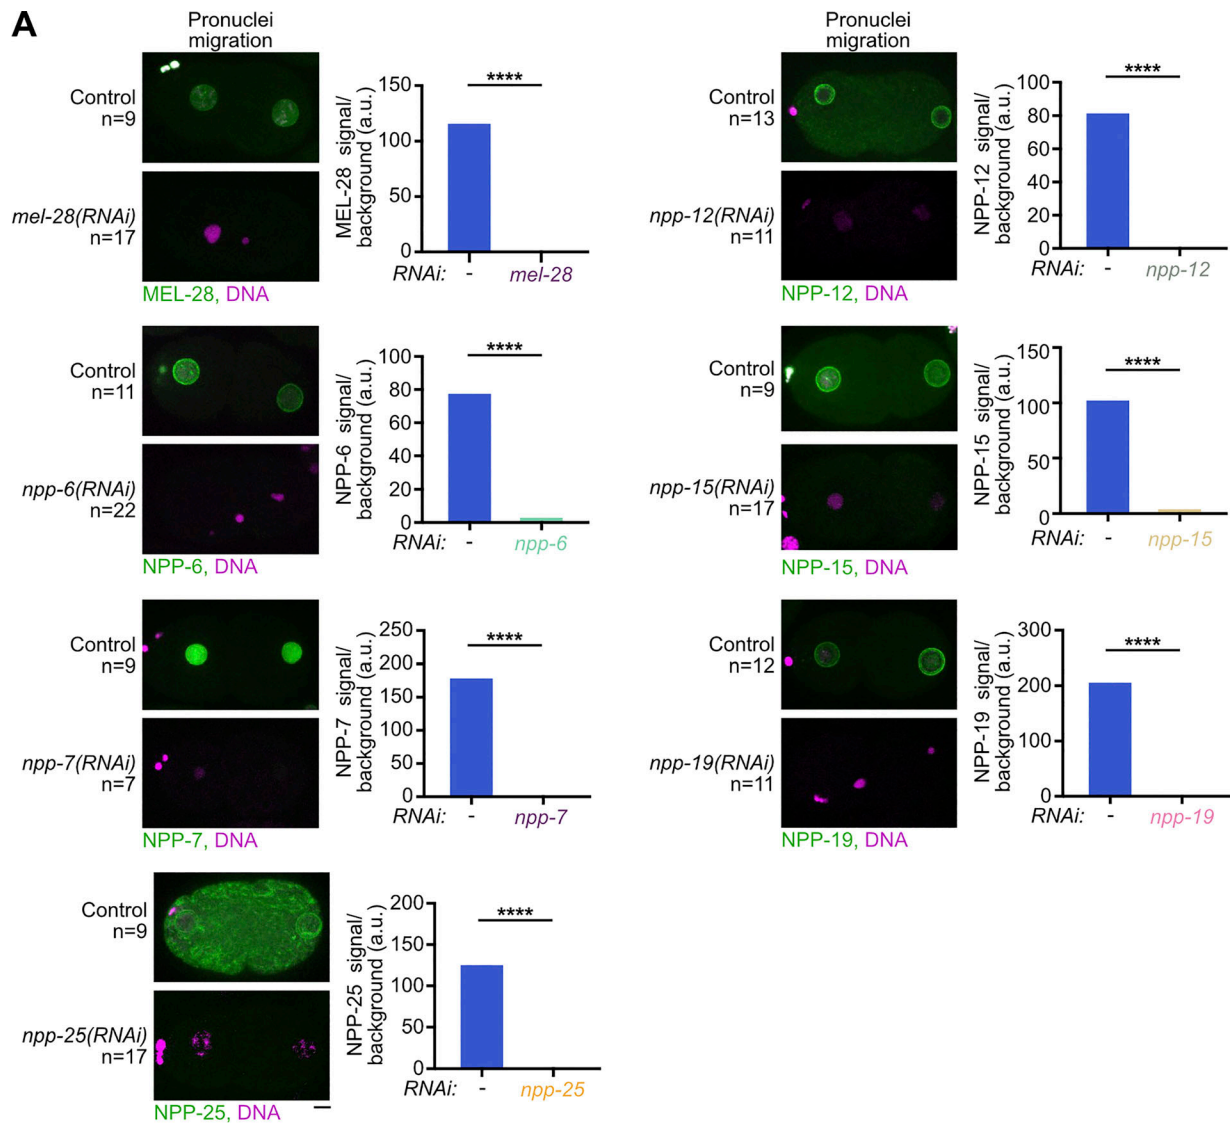 A
Pronuclei
migration
Control
n=9
mel-28(RNAi)
n=17
MEL-28, DNA
MEL-28 signal/
background (a.u.)
150
100
50
0
****
RNAi: - mel-28
Pronuclei
migration
Control
n=13
npp-12(RNAi)
n=11
NPP-12, DNA
NPP-12 signal/
background (a.u.)
100
80
60
40
20
0
****
RNAi: - npp-12
Control
n=11
npp-6(RNAi)
n=22
NPP-6, DNA
NPP-6 signal/
background (a.u.)
100
80
60
40
20
0
****
RNAi: - npp-6
Control
n=9
npp-15(RNAi)
n=17
NPP-15, DNA
NPP-15 signal/
background (a.u.)
150
100
50
0
****
RNAi: - npp-15
Control
n=9
npp-7(RNAi)
n=7
NPP-7, DNA
NPP-7 signal/
background (a.u.)
250
200
150
100
50
0
****
RNAi: - npp-7
Control
n=12
npp-19(RNAi)
n=11
NPP-19, DNA
NPP-19 signal/
background (a.u.)
300
200
100
0
****
RNAi: - npp-19
Control
n=9
npp-25(RNAi)
n=17
NPP-25, DNA
NPP-25 signal/
background (a.u.)
200
150
100
50
0
****
RNAi: - npp-25